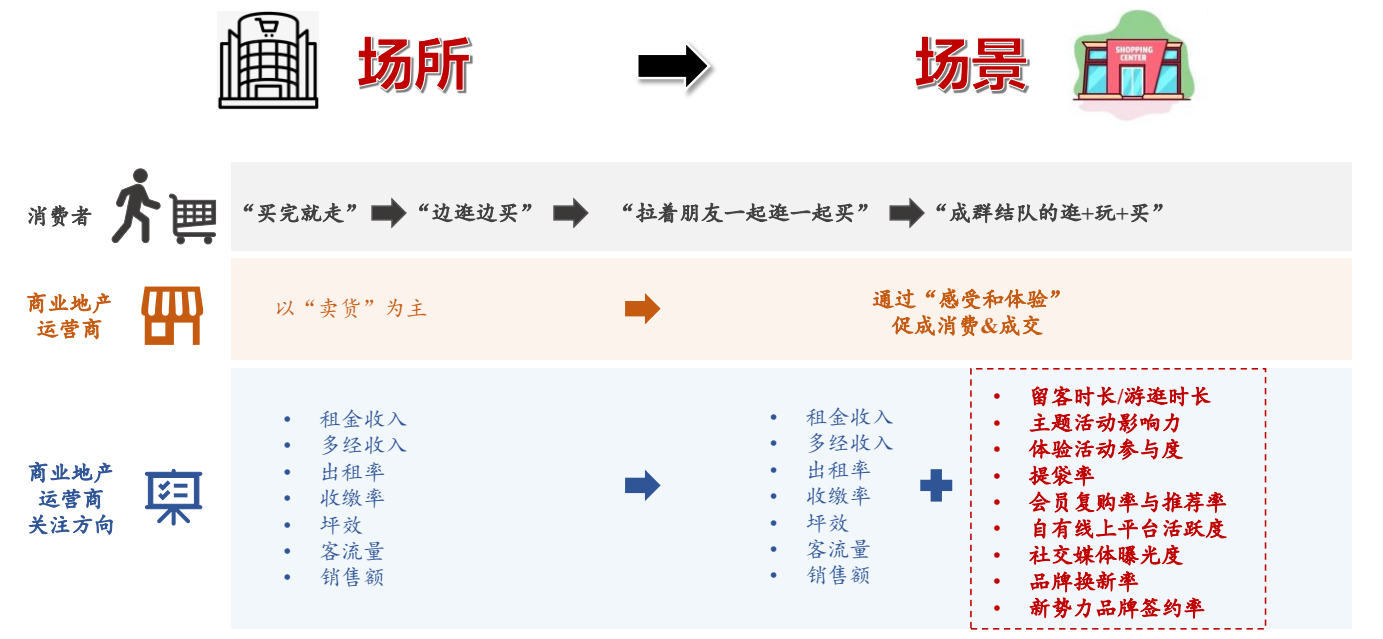 场所
场景
SHOPPING
CENTER
消费者
“买完就走”
“边逛边买”
“拉着朋友一起逛一起买”
“成群结队的逛+玩+买”
商业地产
运营商
以“卖货”为主
通过“感受和体验”
促成消费&成交
商业地产
运营商
关注方向
• 租金收入
• 多经收入
• 出租率
• 收缴率
• 坪效
• 客流量
• 销售额
• 租金收入
• 多经收入
• 出租率
• 收缴率
• 坪效
• 客流量
• 销售额
• 留客时长/游逛时长
• 主题活动影响力
• 体验活动参与度
• 提袋率
• 会员复购率与推荐率
• 自有线上平台活跃度
• 社交媒体曝光度
• 品牌换新率
• 新势力品牌签约率